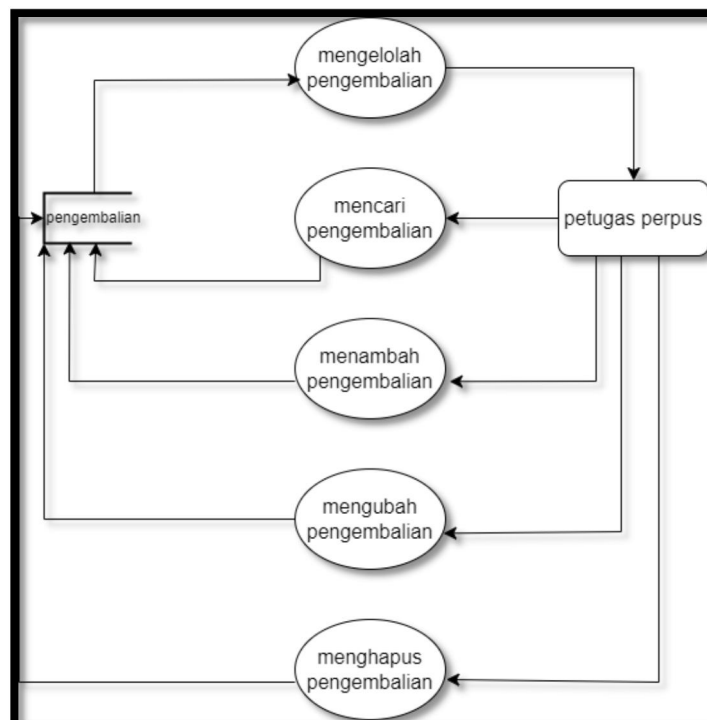 mengelolah
pengembalian
pengembalian
mencari
pengembalian
petugas perpus
menambah
pengembalian
mengubah
pengembalian
menghapus
pengembalian